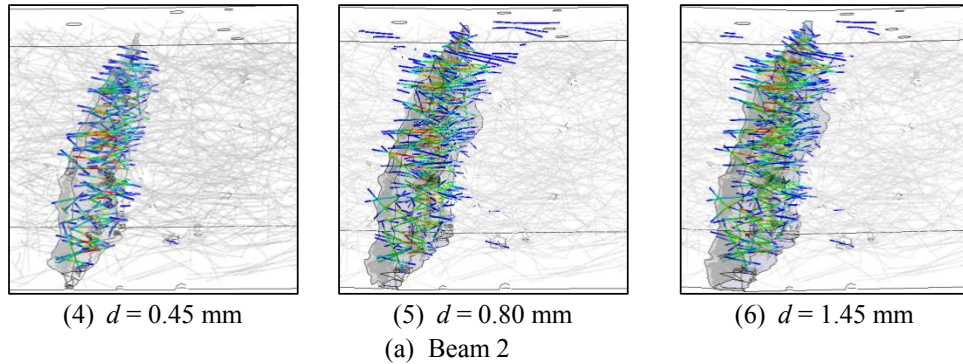 (4) d = 0.45 mm
(5) d = 0.80 mm
(6) d = 1.45 mm
(a) Beam 2